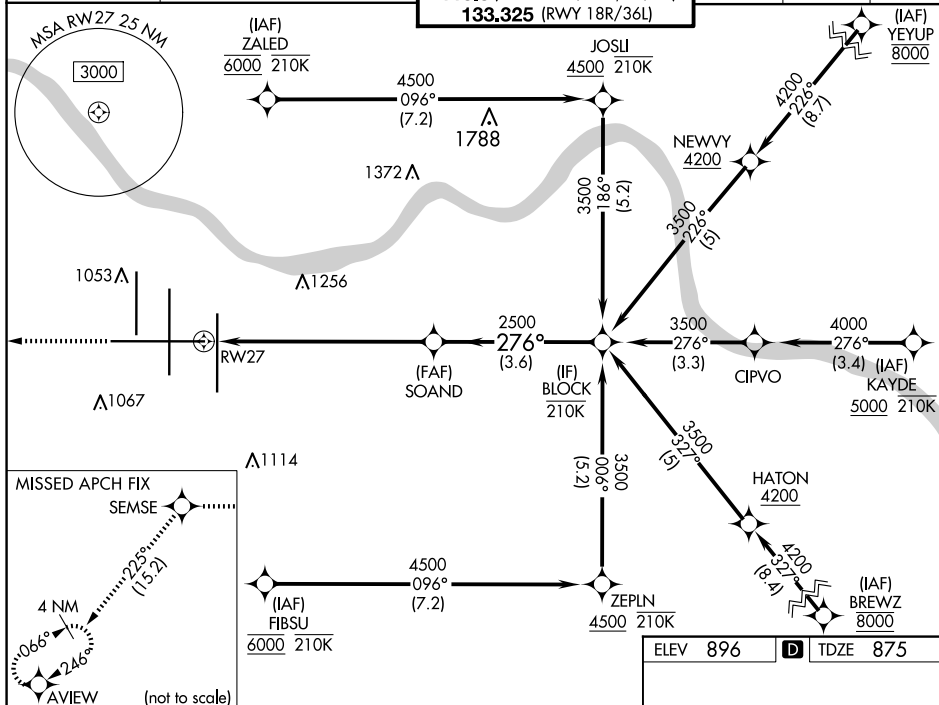 133.325 (RWY 18R/36L)
MSA RW27 25 NM
3000
(IAF)
ZALED
6000 210K
4500
096°
(7.2)
JOSLI
4500 210K
(IAF)
YEYUP
8000
4200
226°
(8.7)
1788
1372
NEWVY
4200
3500
186°
(5.2)
3500
226°
(5)
1053
1256
RW27
2500
276°
(3.6)
(FAF)
SOAND
(IF)
BLOCK
210K
3500
276°
(3.3)
CIPVO
4000
276°
(3.4)
(IAF)
KAYDE
5000 210K
1067
1114
3500
006°
(5.2)
3500
327°
(5)
HATON
4200
4200
327°
(8.4)
(IAF)
BREWZ
8000
MISSED APCH FIX
SEMSE
225°
(15.2)
4 NM
066°
246°
AVIEW
(not to scale)
(IAF)
FIBSU
6000 210K
4500
096°
(7.2)
ZEPLN
4500 210K
ELEV 896
D
TDZE 875